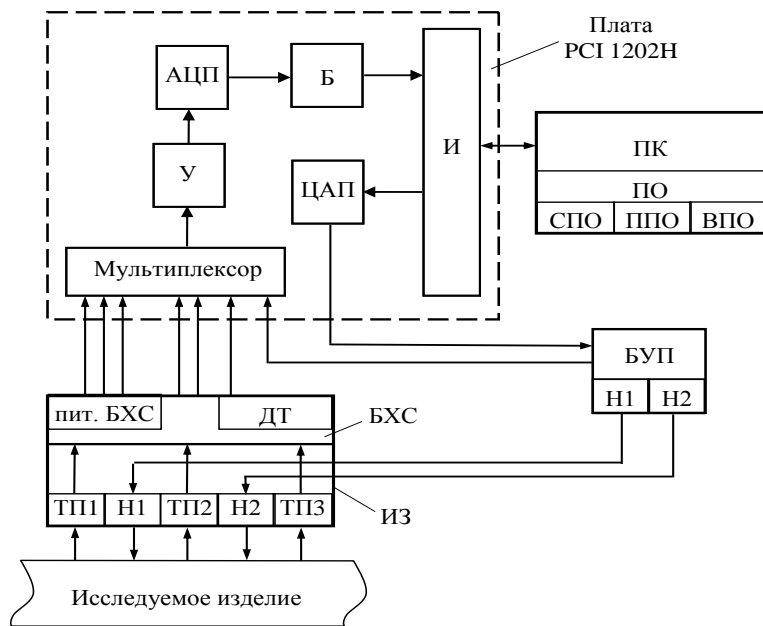 Плата
PCI 1202H
АЦП
Б
И
У
ЦАП
ПК
ПО
СПО ППО ВПО
Мультиплексор
БУП
Н1 Н2
пит. БХС
ДТ
БХС
ТП1 Н1 ТП2 Н2 ТП3
ИЗ
Исследуемое изделие